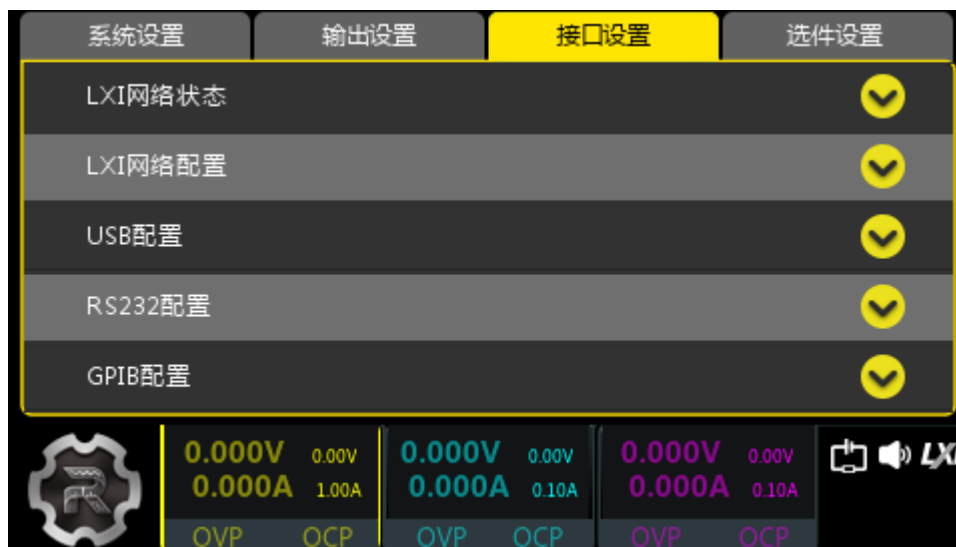 系统设置 输出设置 接口设置 选件设置
LXI网络状态
LXI网络配置
USB配置
RS232配置
GPIB配置
0.000V 0.00V 0.000V 0.00V 0.000V 0.00V
0.000A 1.00A 0.000A 0.10A 0.000A 0.10A
OVP OCP OVP OCP OVP OCP
LXI